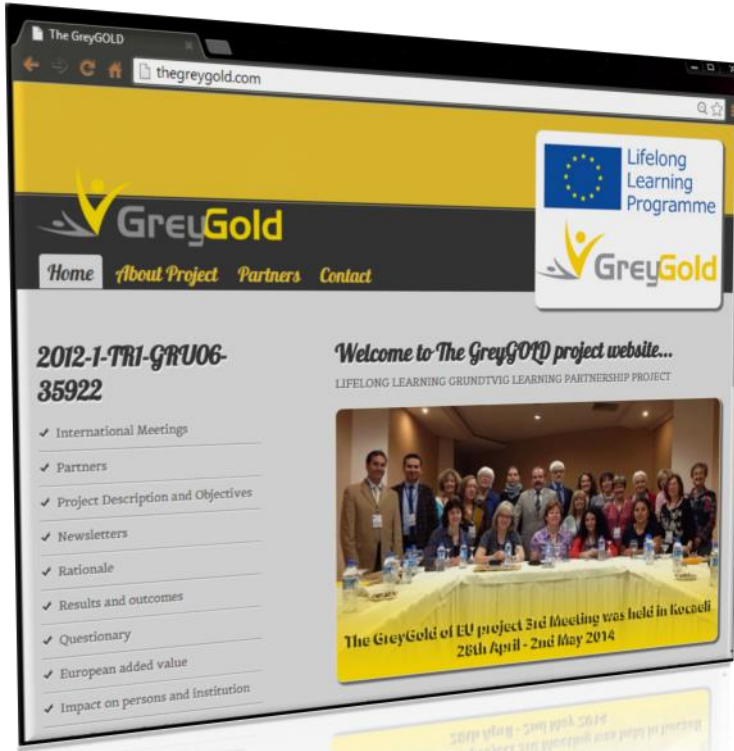 The GreyGOLD
thegreygold.com
Lifelong
Learning
Programme
GreyGold
GreyGold
Home About Project Partners Contact
2012-1-TR1-GRU06-
35922
International Meetings
Partners
Project Description and Objectives
Newsletters
Rationale
Results and outcomes
Questionary
European added value
Impact on persons and institution
Welcome to The GreyGOLD project website...
LIFELONG LEARNING GRUNDTVIG LEARNING PARTNERSHIP PROJECT
The GreyGold of EU project 3rd Meeting was held in Kocaeli
28th April - 2nd May 2014